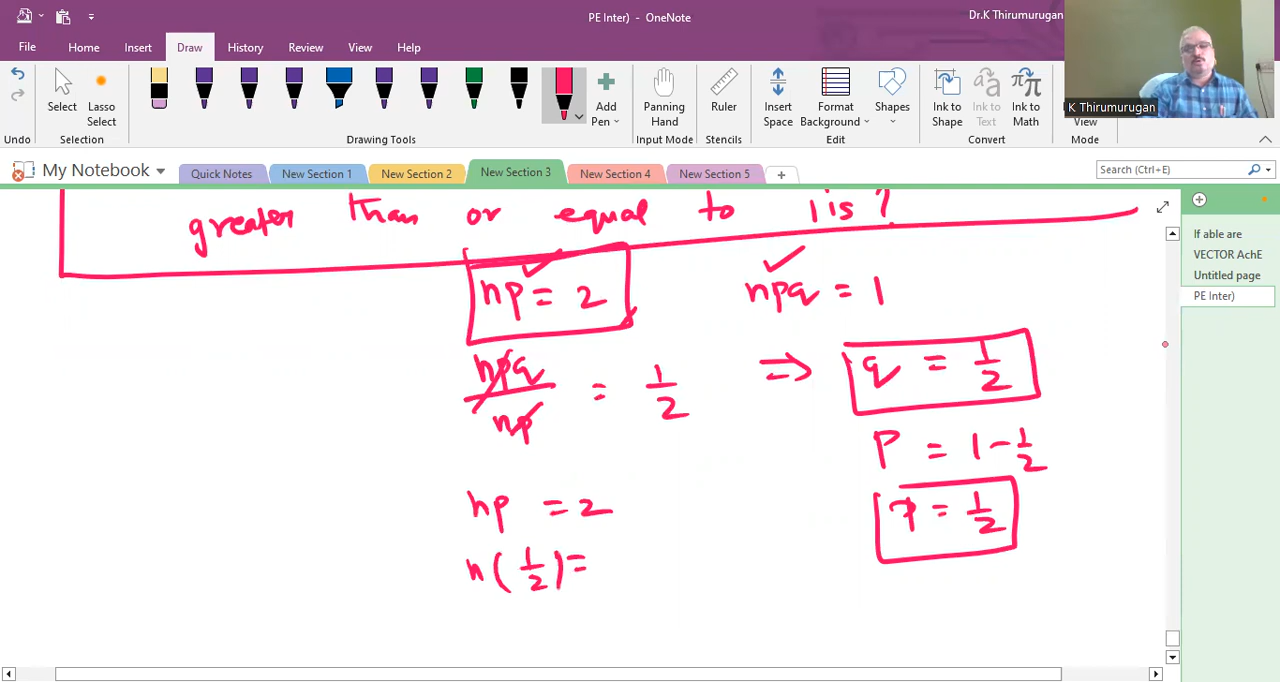 PE Inter) - OneNote
Dr.K Thirumurugan
File Home Insert Draw History Review View Help
K Thirumurugan
Undo
Select
Lasso Select
Selection
Drawing Tools
Add Pen
Panning Hand
Input Mode
Ruler
Stencils
Insert Space
Format Background
Shapes
Edit
Ink to Shape
Ink to Text
Ink to Math
Convert
View
Mode
My Notebook
Quick Notes New Section 1 New Section 2 New Section 3 New Section 4 New Section 5 +
Search (Ctrl+E)
If able are
VECTOR AchE
Untitled page
PE Inter)
greater than or equal to 1 is ?
np = 2 npq = 1
npq/np = 1/2 ⇒ q = 1/2
P = 1 - 1/2
np = 2 p = 1/2
n(1/2) =